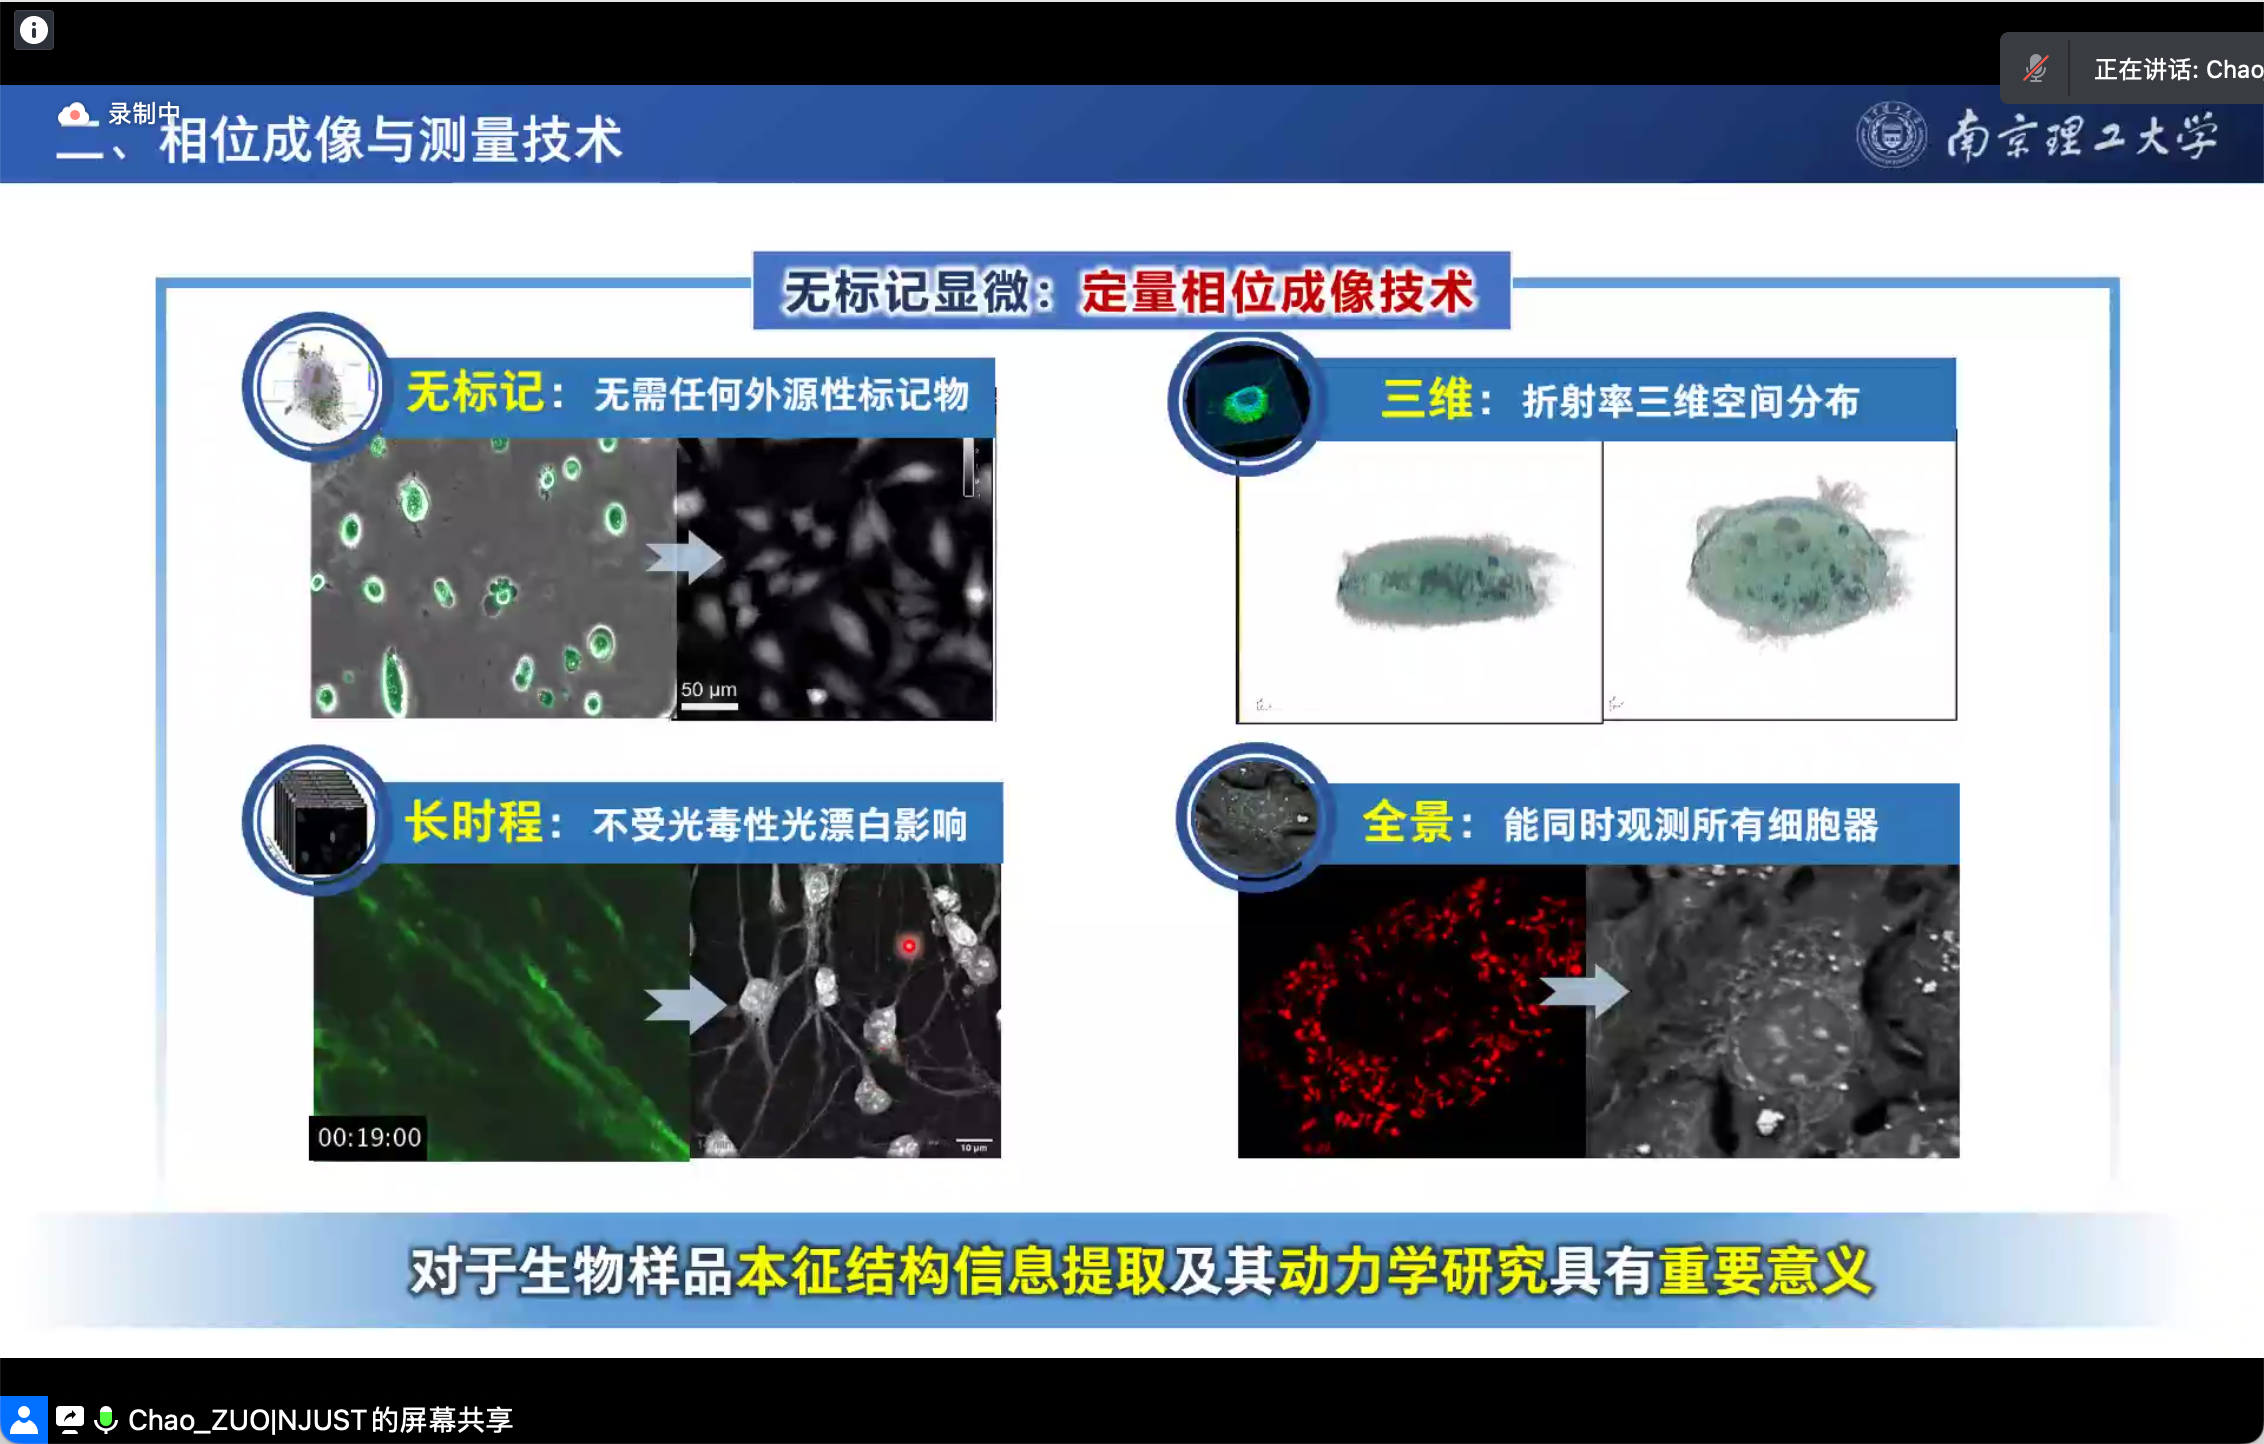 正在讲话: Chao
录制中
二、相位成像与测量技术
南京理工大学
无标记显微：定量相位成像技术
无标记：无需任何外源性标记物
三维：折射率三维空间分布
50 μm
长时程：不受光毒性光漂白影响
全景：能同时观测所有细胞器
00:19:00
10 μm
对于生物样品本征结构信息提取及其动力学研究具有重要意义
Chao_ZUO|NJUST的屏幕共享